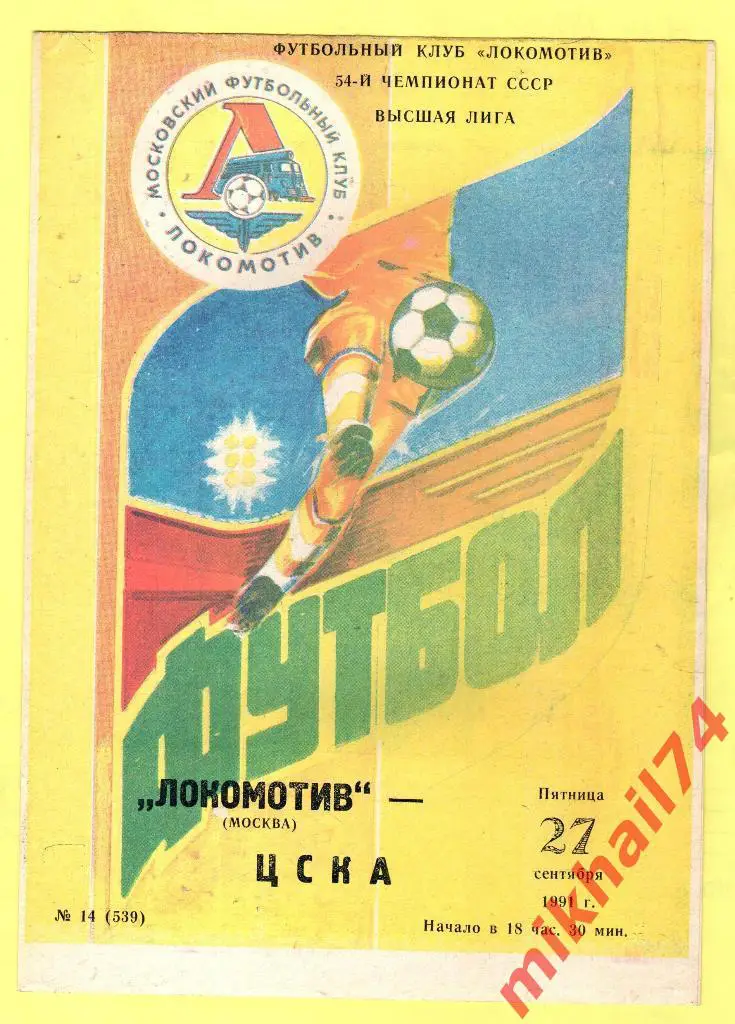 ФУТБОЛЬНЫЙ КЛУБ «ЛОКОМОТИВ»
54-Й ЧЕМПИОНАТ СССР
ВЫСШАЯ ЛИГА
МОСКОВСКИЙ ФУТБОЛЬНЫЙ КЛУБ
• ЛОКОМОТИВ •
Л
ФУТБОЛ
„ЛОКОМОТИВ“ —
(МОСКВА)
ЦСКА
Пятница
27
сентября
1991 г.
№ 14 (539)
Начало в 18 час. 30 мин.
mikhail74